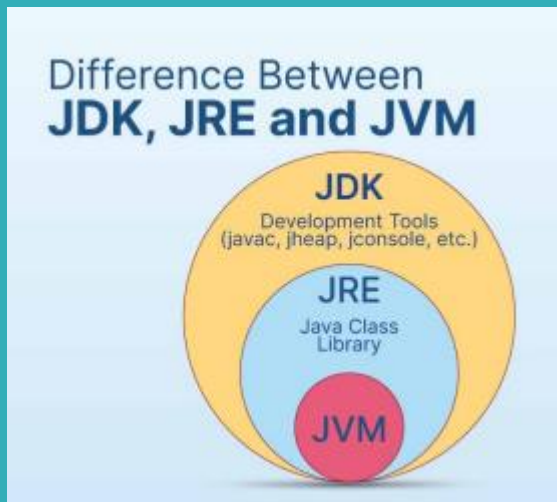 Difference Between
JDK, JRE and JVM
JDK
Development Tools
(javac, jheap, jconsole, etc.)
JRE
Java Class
Library
JVM